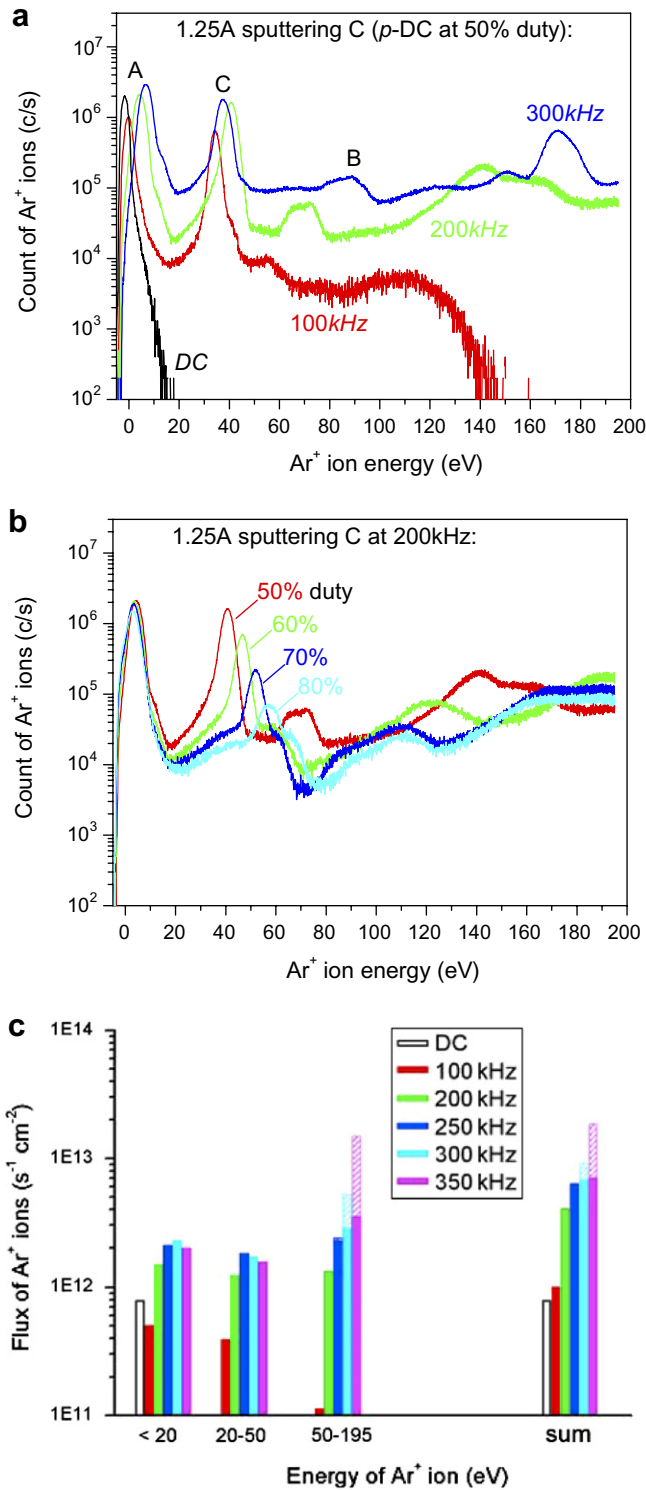 a
1.25A sputtering C (p-DC at 50% duty):
10^7
10^6
10^5
10^4
10^3
10^2
Count of Ar+ ions (c/s)
A
C
B
300kHz
200kHz
100kHz
DC
0 20 40 60 80 100 120 140 160 180 200
Ar+ ion energy (eV)
b
1.25A sputtering C at 200kHz:
10^7
10^6
10^5
10^4
10^3
10^2
Count of Ar+ ions (c/s)
50% duty
60%
70%
80%
0 20 40 60 80 100 120 140 160 180 200
Ar+ ion energy (eV)
c
1E14
1E13
1E12
1E11
Flux of Ar+ ions (s-1 cm-2)
DC
100 kHz
200 kHz
250 kHz
300 kHz
350 kHz
< 20 20-50 50-195 sum
Energy of Ar+ ion (eV)